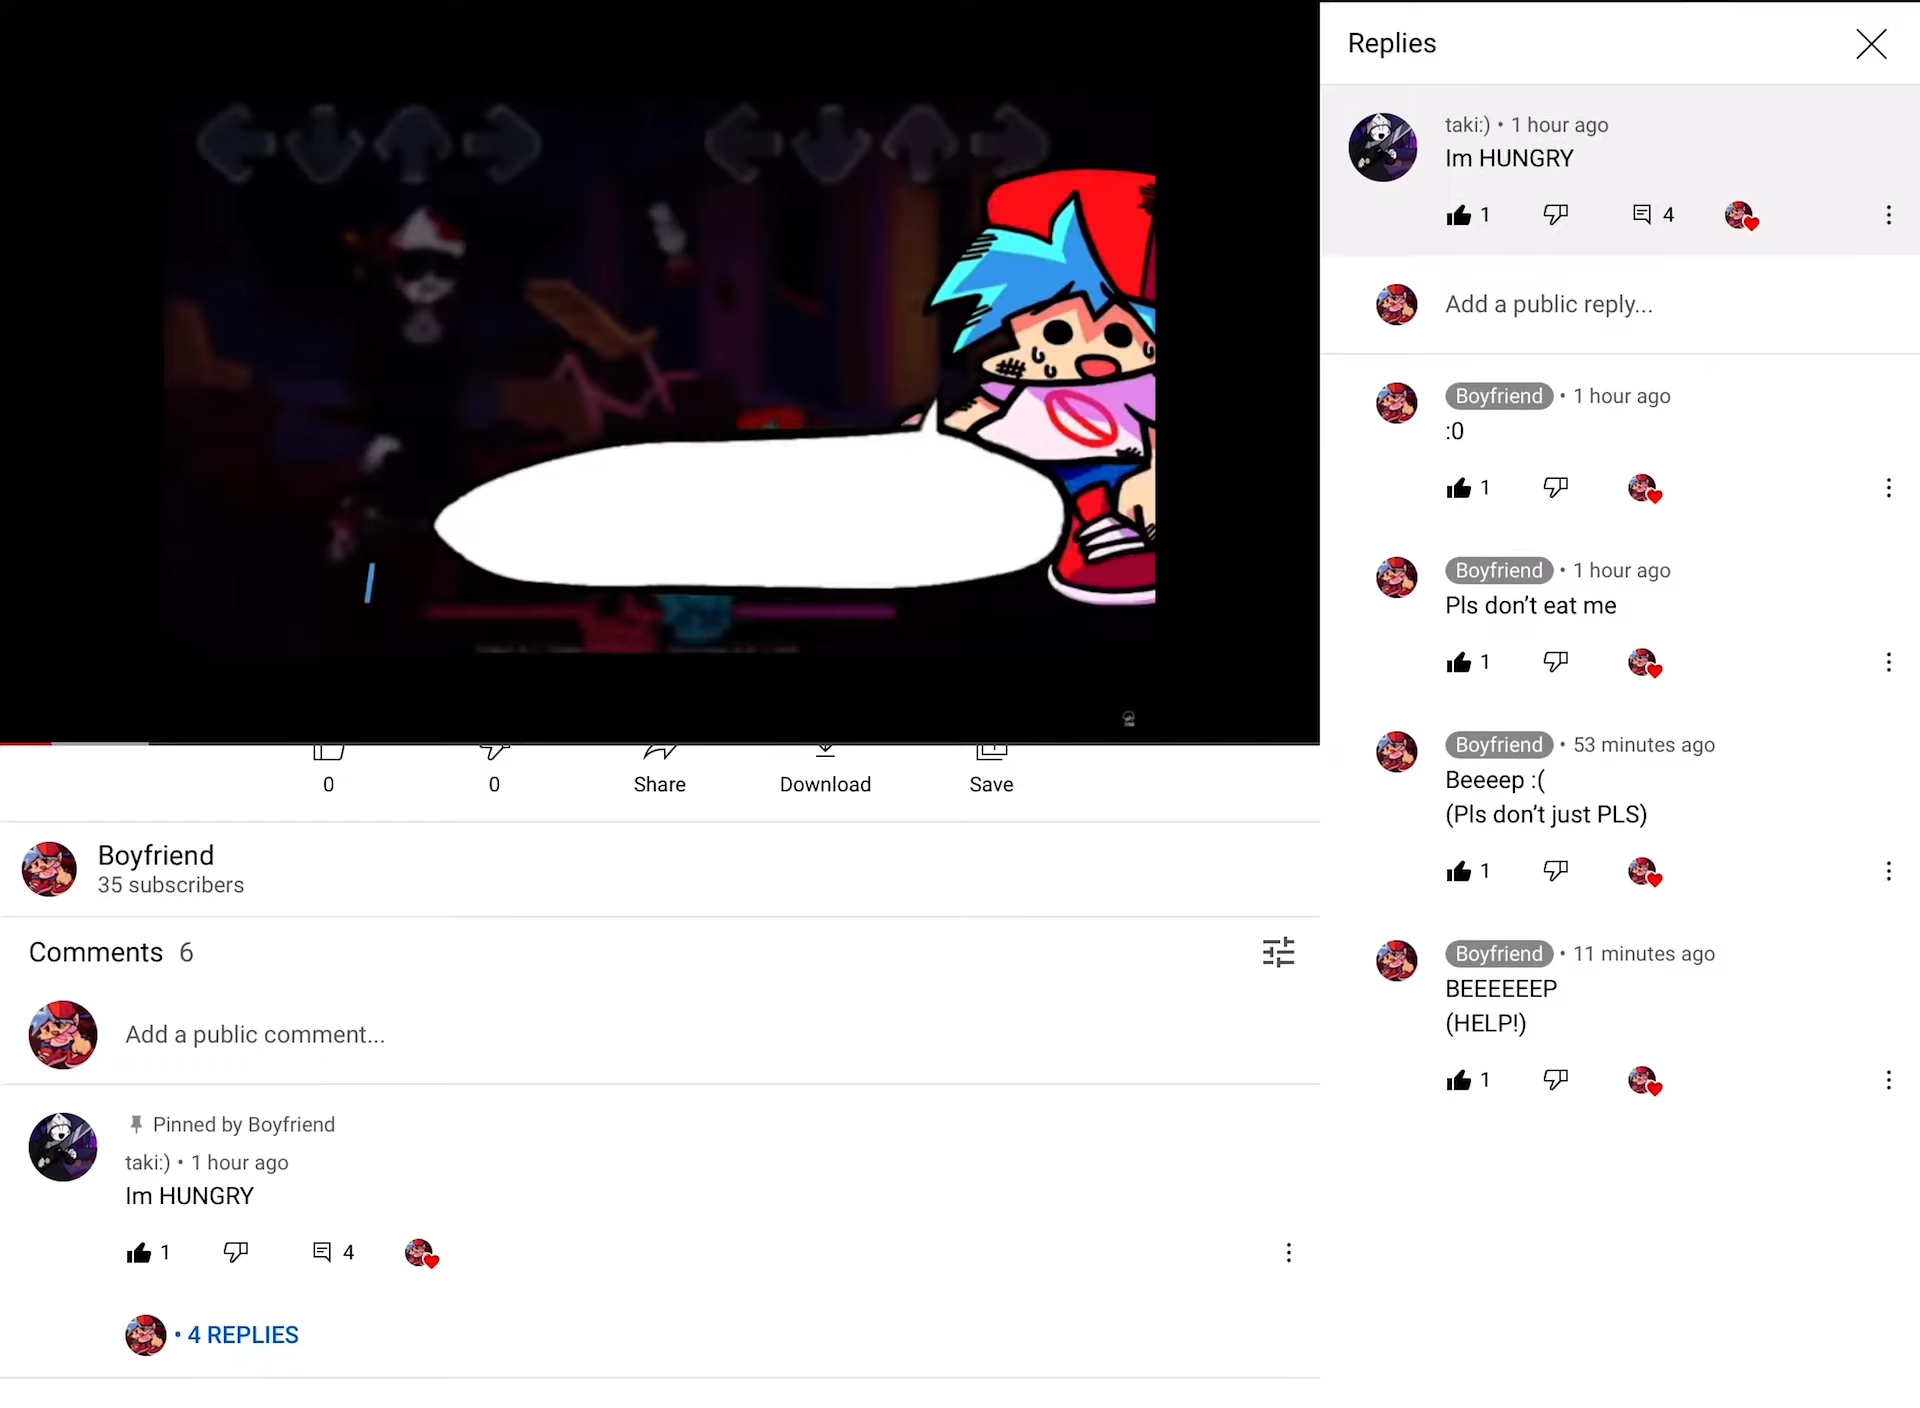 0
0
Share
Download
Save
Boyfriend
35 subscribers
Comments 6
Add a public comment...
Pinned by Boyfriend
taki:) • 1 hour ago
Im HUNGRY
1
4
• 4 REPLIES
Replies
taki:) • 1 hour ago
Im HUNGRY
1
4
Add a public reply...
Boyfriend • 1 hour ago
:0
1
Boyfriend • 1 hour ago
Pls don’t eat me
1
Boyfriend • 53 minutes ago
Beeeep :(
(Pls don’t just PLS)
1
Boyfriend • 11 minutes ago
BEEEEEEP
(HELP!)
1